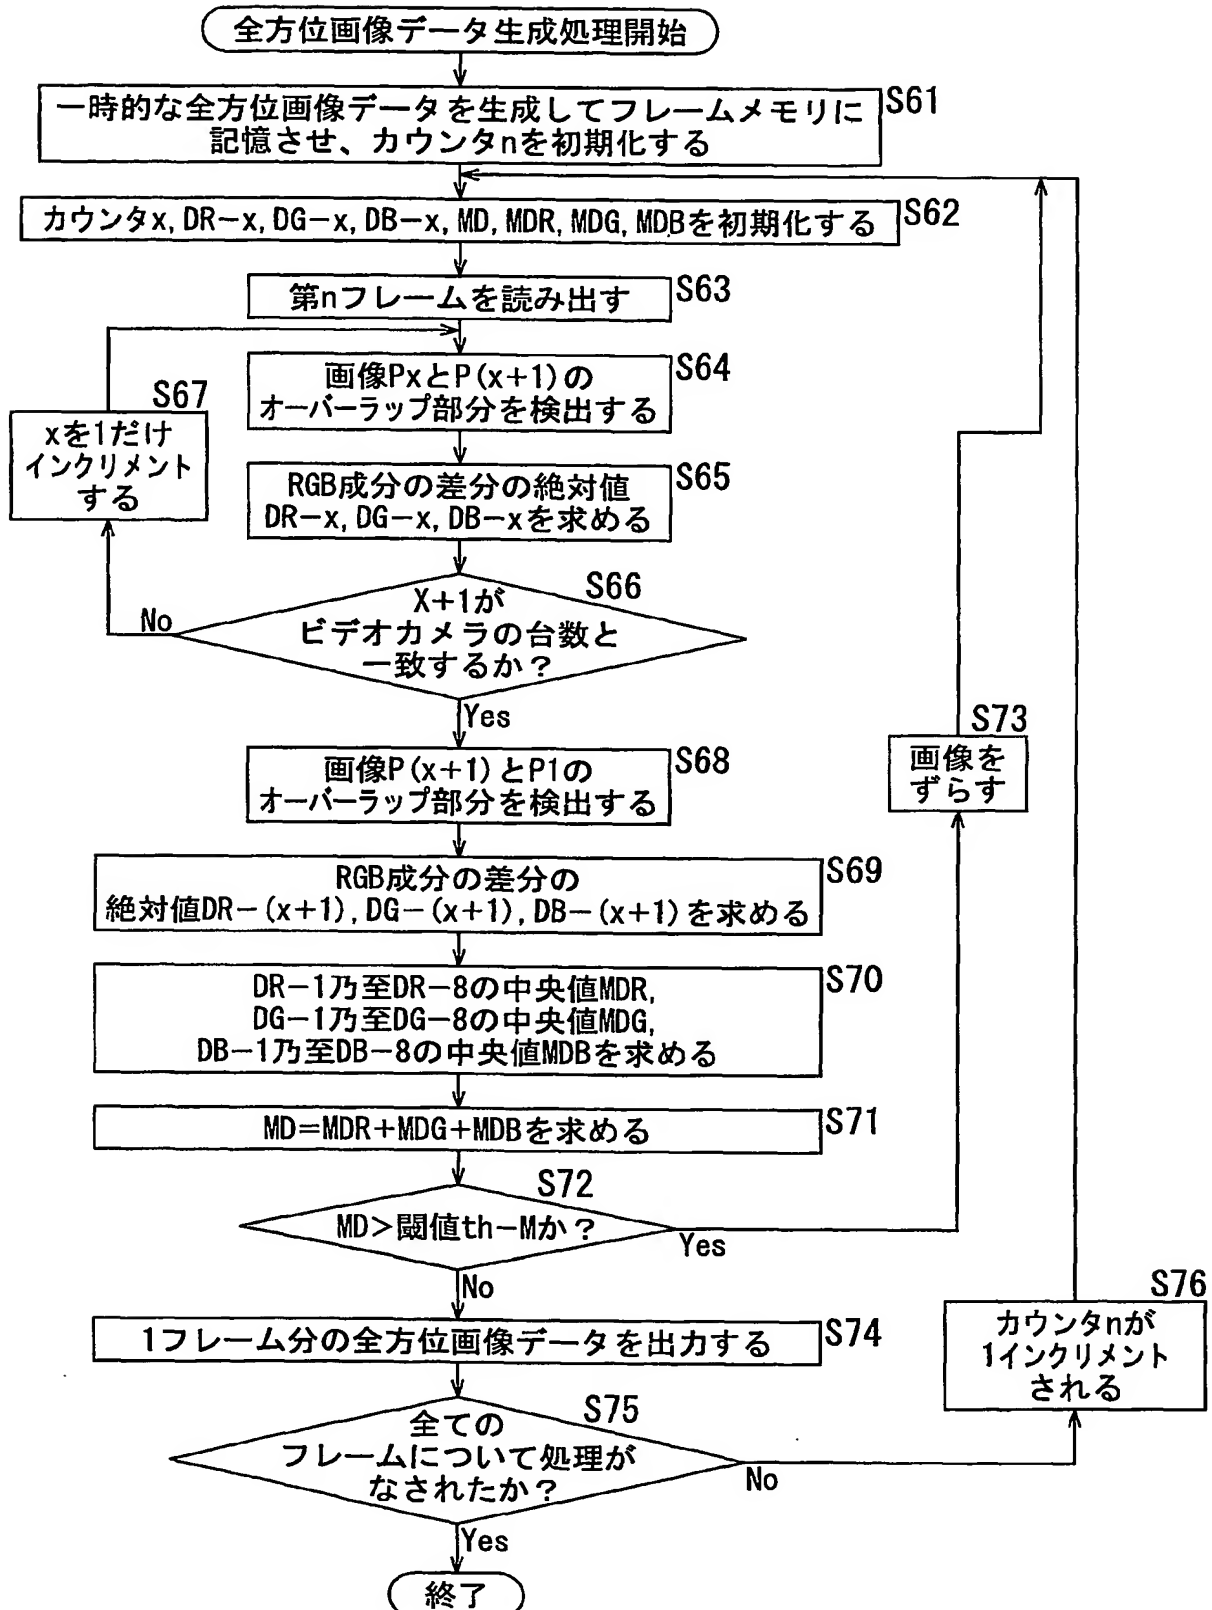 全方位画像データ生成処理開始
一時的な全方位画像データを生成してフレームメモリに
記憶させ、カウンタnを初期化する
S61
カウンタx, DR−x, DG−x, DB−x, MD, MDR, MDG, MDBを初期化する
S62
第nフレームを読み出す
S63
画像PxとP(x+1)の
オーバーラップ部分を検出する
S64
S67
xを1だけ
インクリメント
する
RGB成分の差分の絶対値
DR−x, DG−x, DB−xを求める
S65
S66
X+1が
ビデオカメラの台数と
一致するか？
No
Yes
画像P(x+1)とP1の
オーバーラップ部分を検出する
S68
S73
画像を
ずらす
RGB成分の差分の
絶対値DR−(x+1), DG−(x+1), DB−(x+1)を求める
S69
DR−1乃至DR−8の中央値MDR,
DG−1乃至DG−8の中央値MDG,
DB−1乃至DB−8の中央値MDBを求める
S70
MD=MDR+MDG+MDBを求める
S71
S72
MD>閾値th−Mか？
Yes
No
1フレーム分の全方位画像データを出力する
S74
S76
カウンタnが
1インクリメント
される
S75
全ての
フレームについて処理が
なされたか？
No
Yes
終了